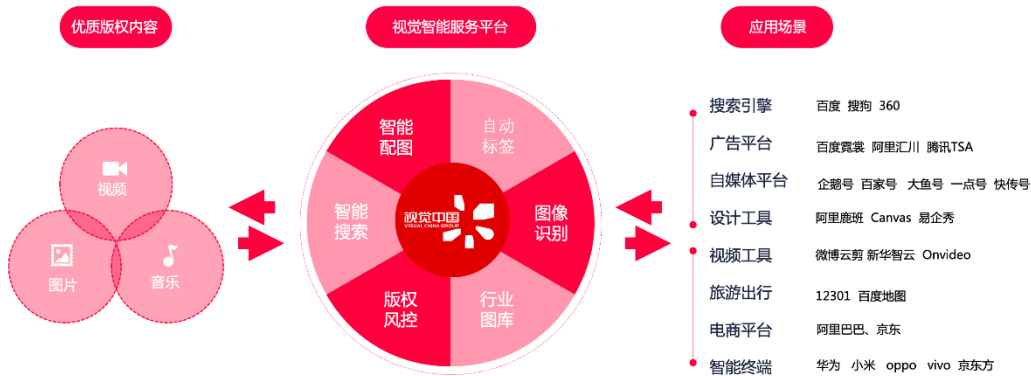 优质版权内容
视觉智能服务平台
应用场景
视频
图片
音乐
智能
配图
自动
标签
智能
搜索
图像
识别
版权
风控
行业
图库
视觉中国
VISUAL CHINA GROUP
搜索引擎 百度 搜狗 360
广告平台 百度霓裳 阿里汇川 腾讯TSA
自媒体平台 企鹅号 百家号 大鱼号 一点号 快传号
设计工具 阿里鹿班 Canvas 易企秀
视频工具 微博云剪 新华智云 Onvideo
旅游出行 12301 百度地图
电商平台 阿里巴巴、京东
智能终端 华为 小米 oppo vivo 京东方